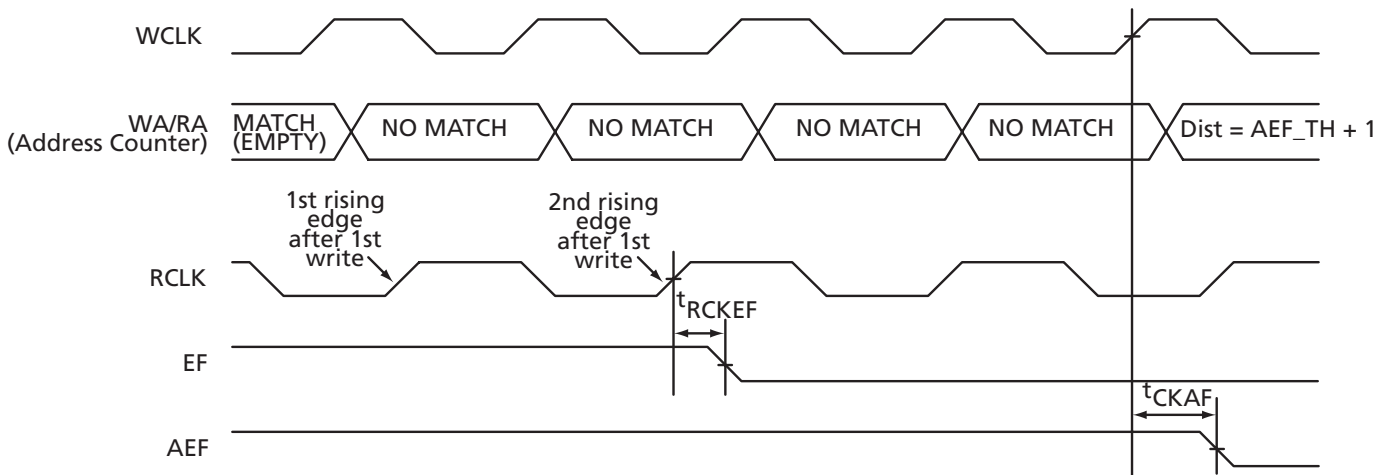 WCLK
WA/RA
(Address Counter)
MATCH
(EMPTY)
NO MATCH
NO MATCH
NO MATCH
NO MATCH
Dist = AEF_TH + 1
1st rising
edge
after 1st
write
2nd rising
edge
after 1st
write
RCLK
tRCKEF
EF
tCKAF
AEF